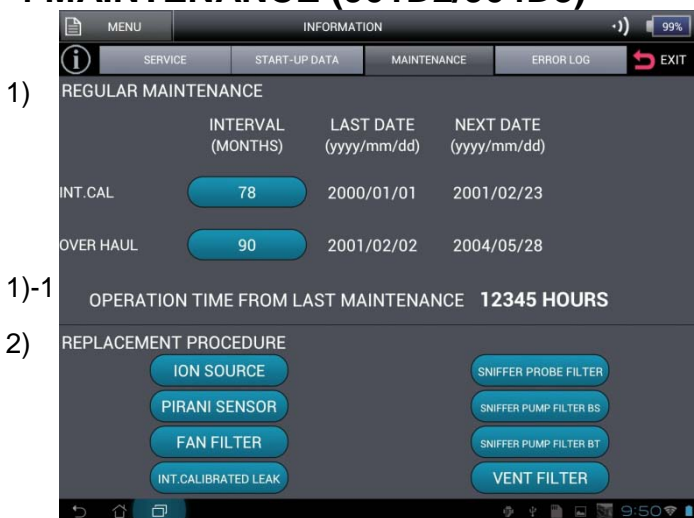 MENU INFORMATION 99%
SERVICE START-UP DATA MAINTENANCE ERROR LOG EXIT
1) REGULAR MAINTENANCE
INTERVAL LAST DATE NEXT DATE
(MONTHS) (yyyy/mm/dd) (yyyy/mm/dd)
INT.CAL 78 2000/01/01 2001/02/23
OVER HAUL 90 2001/02/02 2004/05/28
1)-1 OPERATION TIME FROM LAST MAINTENANCE 12345 HOURS
2) REPLACEMENT PROCEDURE
ION SOURCE SNIFFER PROBE FILTER
PIRANI SENSOR SNIFFER PUMP FILTER BS
FAN FILTER SNIFFER PUMP FILTER BT
INT.CALIBRATED LEAK VENT FILTER
9:50